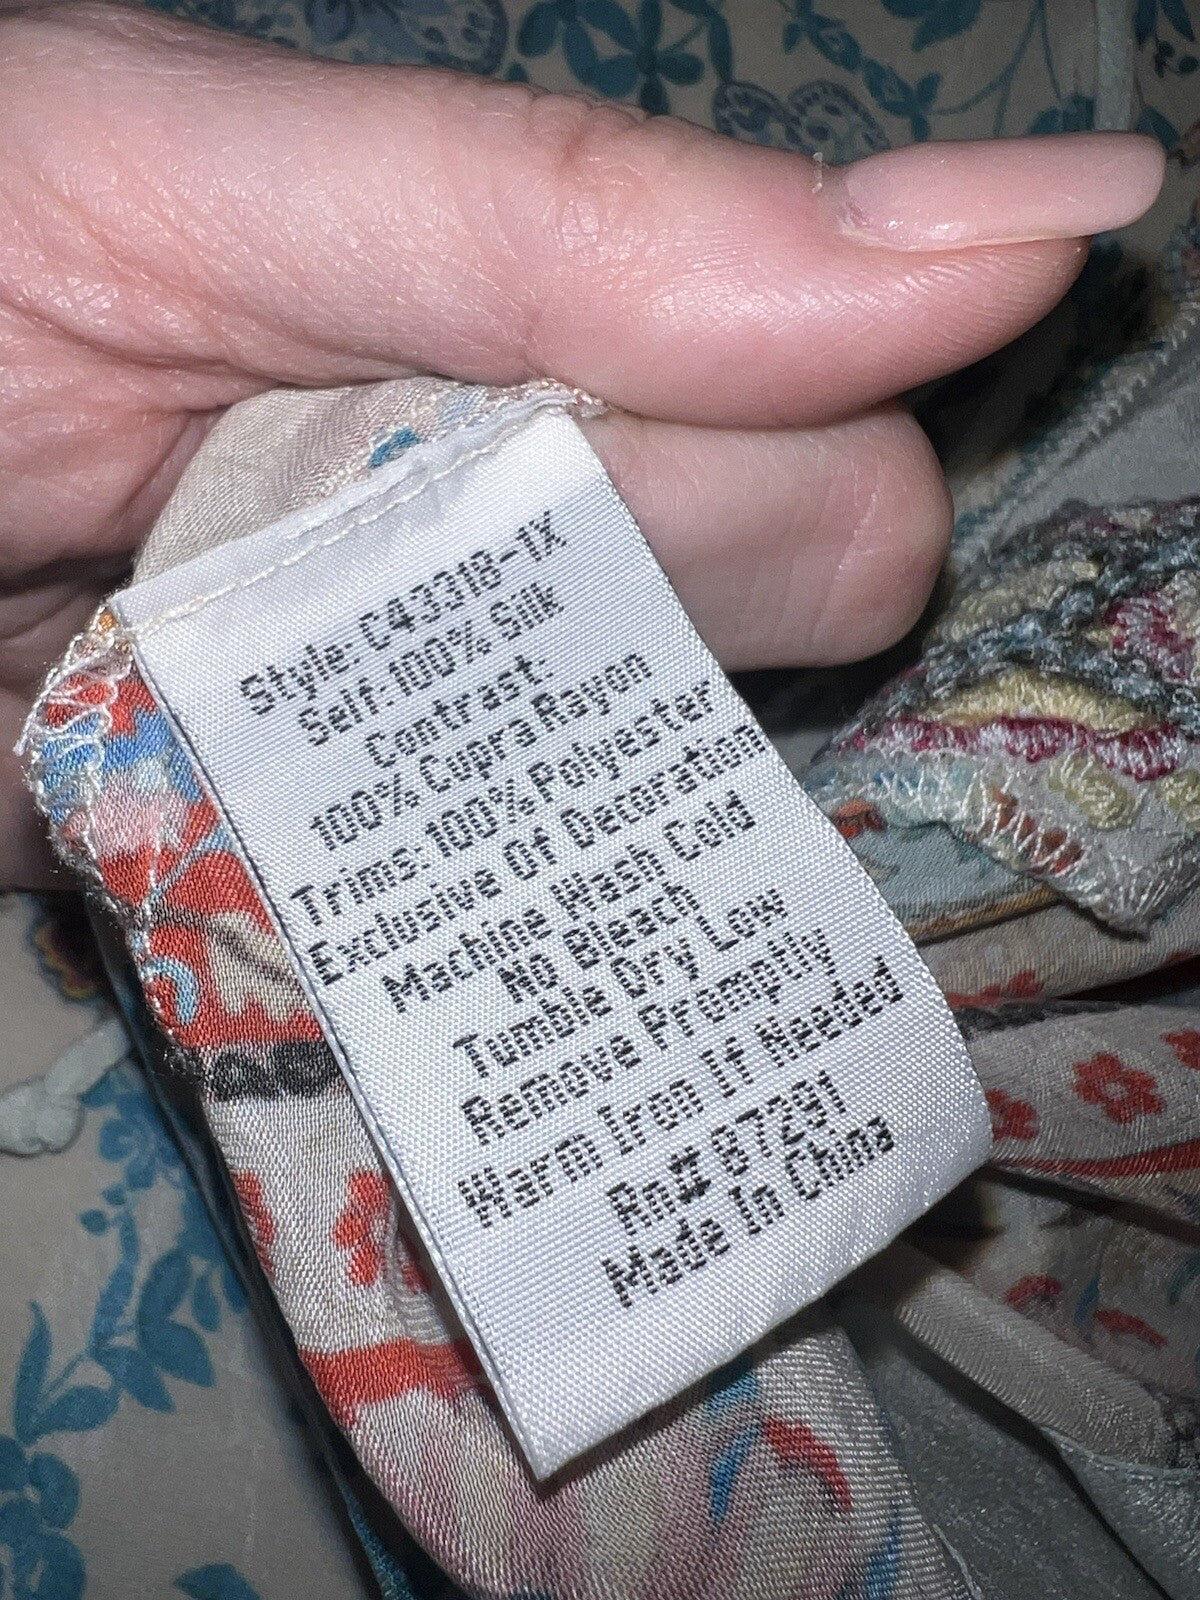 Style: C43318-1X
Self: 100% Silk
Contrast:
100% Cupra Rayon
Trims: 100% Polyester
Exclusive Of Decoration
Machine Wash Cold
No Bleach
Tumble Dry Low
Remove Promptly
Warm Iron If Needed
Rn# 87291
Made In China